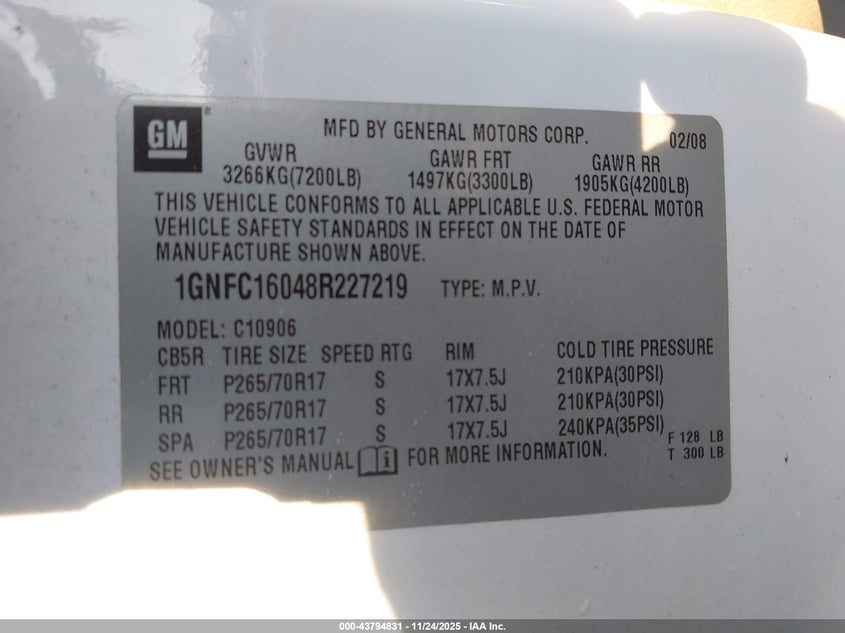 GM ®
MFD BY GENERAL MOTORS CORP. 02/08
GVWR GAWR FRT GAWR RR
3266KG(7200LB) 1497KG(3300LB) 1905KG(4200LB)
THIS VEHICLE CONFORMS TO ALL APPLICABLE U.S. FEDERAL MOTOR
VEHICLE SAFETY STANDARDS IN EFFECT ON THE DATE OF
MANUFACTURE SHOWN ABOVE.
1GNFC16048R227219 TYPE: M.P.V.
MODEL: C10906
CB5R TIRE SIZE SPEED RTG RIM COLD TIRE PRESSURE
FRT P265/70R17 S 17X7.5J 210KPA(30PSI)
RR P265/70R17 S 17X7.5J 210KPA(30PSI)
SPA P265/70R17 S 17X7.5J 240KPA(35PSI)
F 128 LB
T 300 LB
SEE OWNER'S MANUAL i FOR MORE INFORMATION.
000-43794831 - 11/24/2025 - IAA Inc.